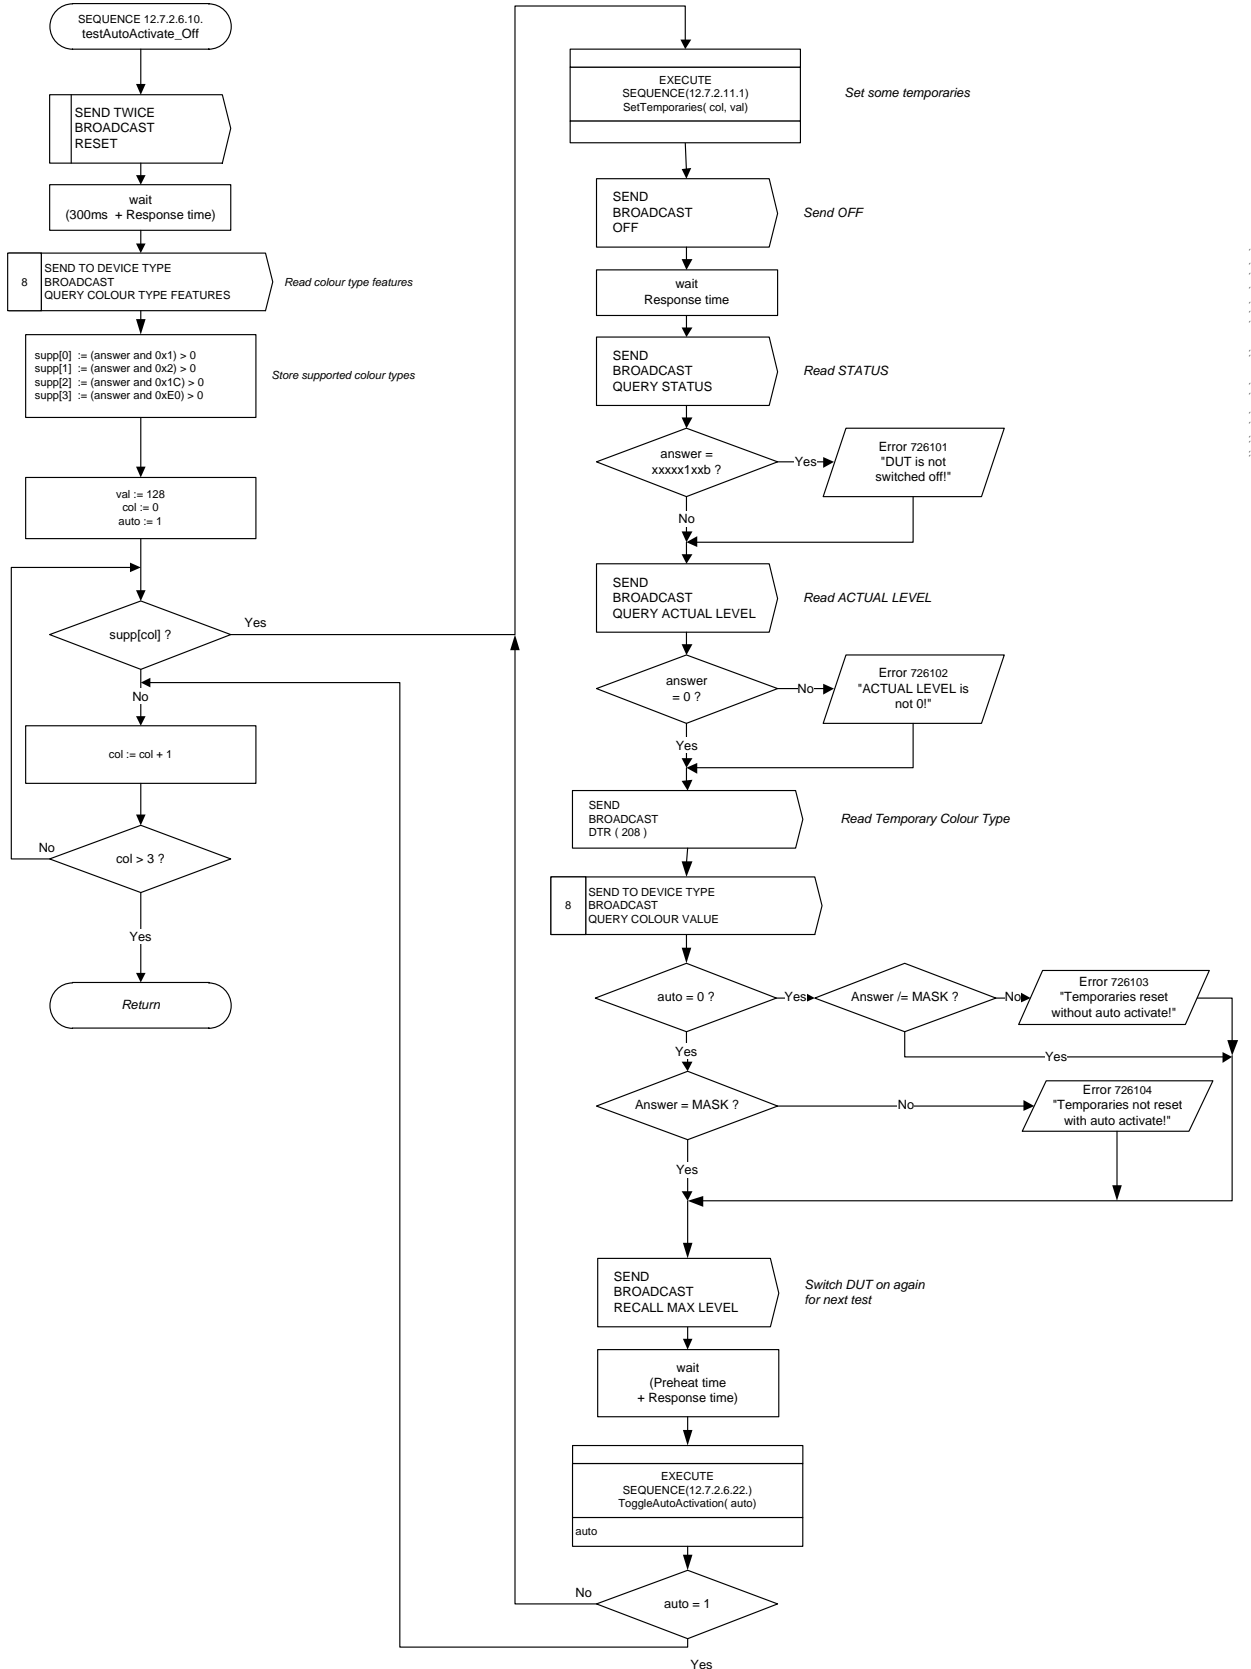 SEQUENCE 12.7.2.6.10.
testAutoActivate_Off
SEND TWICE
BROADCAST
RESET
wait
(300ms + Response time)
8
SEND TO DEVICE TYPE
BROADCAST
QUERY COLOUR TYPE FEATURES
Read colour type features
supp[0] := (answer and 0x1) > 0
supp[1] := (answer and 0x2) > 0
supp[2] := (answer and 0x1C) > 0
supp[3] := (answer and 0xE0) > 0
Store supported colour types
val := 128
col := 0
auto := 1
supp[col] ?
Yes
No
col := col + 1
col > 3 ?
No
Yes
Return
EXECUTE
SEQUENCE(12.7.2.11.1)
SetTemporaries( col, val)
Set some temporaries
SEND
BROADCAST
OFF
Send OFF
wait
Response time
SEND
BROADCAST
QUERY STATUS
Read STATUS
answer =
xxxxx1xxb ?
Yes
Error 726101
"DUT is not
switched off!"
No
SEND
BROADCAST
QUERY ACTUAL LEVEL
Read ACTUAL LEVEL
answer
= 0 ?
No
Error 726102
"ACTUAL LEVEL is
not 0!"
Yes
SEND
BROADCAST
DTR ( 208 )
Read Temporary Colour Type
8
SEND TO DEVICE TYPE
BROADCAST
QUERY COLOUR VALUE
auto = 0 ?
Yes
Answer /= MASK ?
No
Error 726103
"Temporaries reset
without auto activate!"
Yes
Yes
Answer = MASK ?
No
Error 726104
"Temporaries not reset
with auto activate!"
Yes
SEND
BROADCAST
RECALL MAX LEVEL
Switch DUT on again
for next test
wait
(Preheat time
+ Response time)
EXECUTE
SEQUENCE(12.7.2.6.22.)
ToggleAutoActivation( auto)
auto
auto = 1
No
Yes